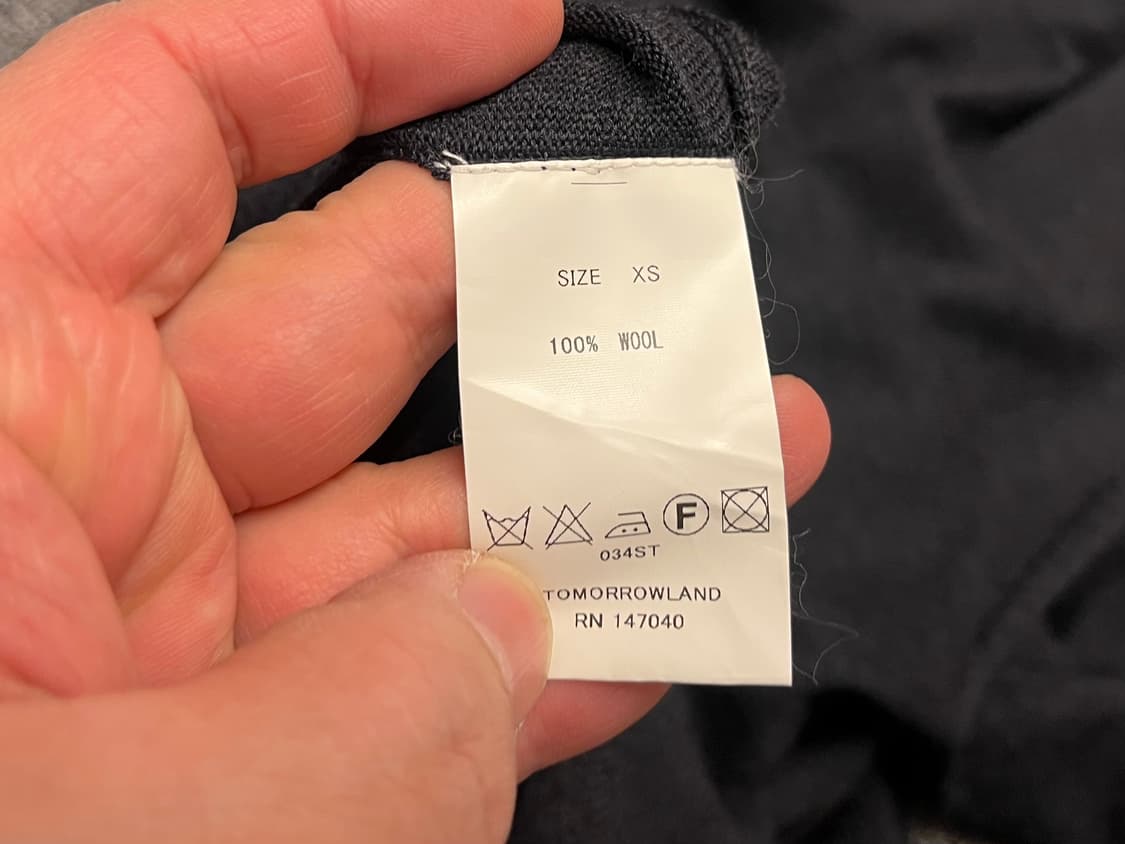 SIZE XS
100% WOOL
F
034ST
TOMORROWLAND
RN 147040